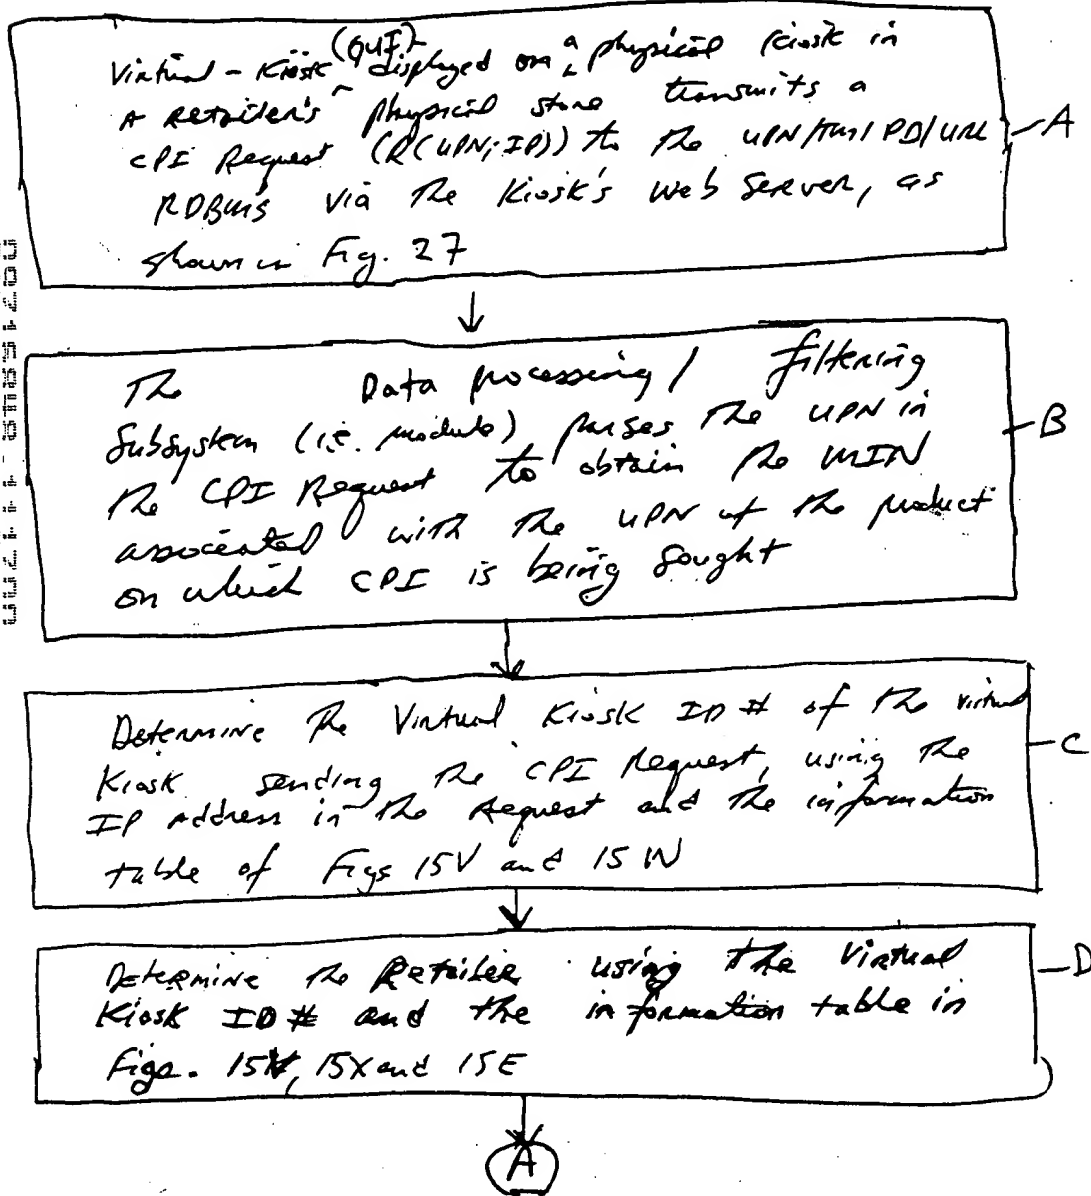 Virtual-Kiosk (GUI) displayed on a physical kiosk in
A Retailer's physical store transmits a
CPI Request (R(UPN; IP)) to the UPN/TM/PD/URL
RDBMS via the Kiosk's Web Server, as
shown in Fig. 27
A
The Data processing / filtering
Subsystem (i.e. module) parses the UPN in
the CPI Request to obtain the MIN
associated with the UPN of the product
on which CPI is being sought
B
Determine the Virtual Kiosk ID # of the virtual
Kiosk sending the CPI Request, using the
IP address in the Request and the information
table of Figs 15V and 15W
C
Determine the Retailer using the Virtual
Kiosk ID # and the information table in
Figs. 15W, 15X and 15E
D
A